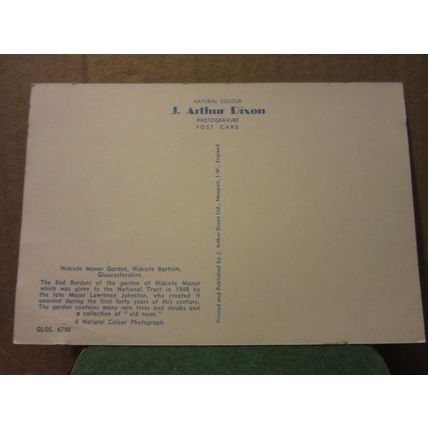 NATURAL COLOUR
J. Arthur Dixon
PHOTOGRAVURE
POST CARD
Printed and Published by J. Arthur Dixon Ltd., Newport, I.W., England
Hidcote Manor Garden, Hidcote Bartrim,
Gloucestershire.
The Red Borders of the garden at Hidcote Manor
which was given to the National Trust in 1948 by
the late Major Lawrence Johnston, who created it
unaided during the first forty years of this century.
The garden contains many rare trees and shrubs and
a collection of "old roses"
A Natural Colour Photograph
GLOS. 6790